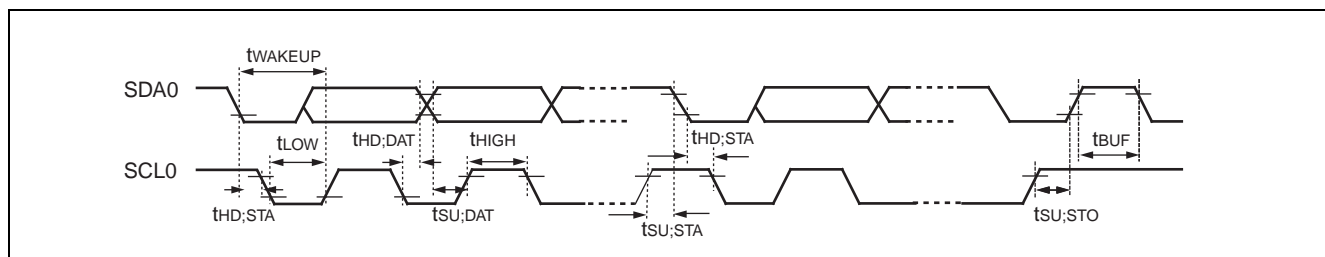 tWAKEUP
SDA0
tLOW
tHD;DAT
tHIGH
tHD;STA
tBUF
SCL0
tHD;STA
tSU;DAT
tSU;STA
tSU;STO